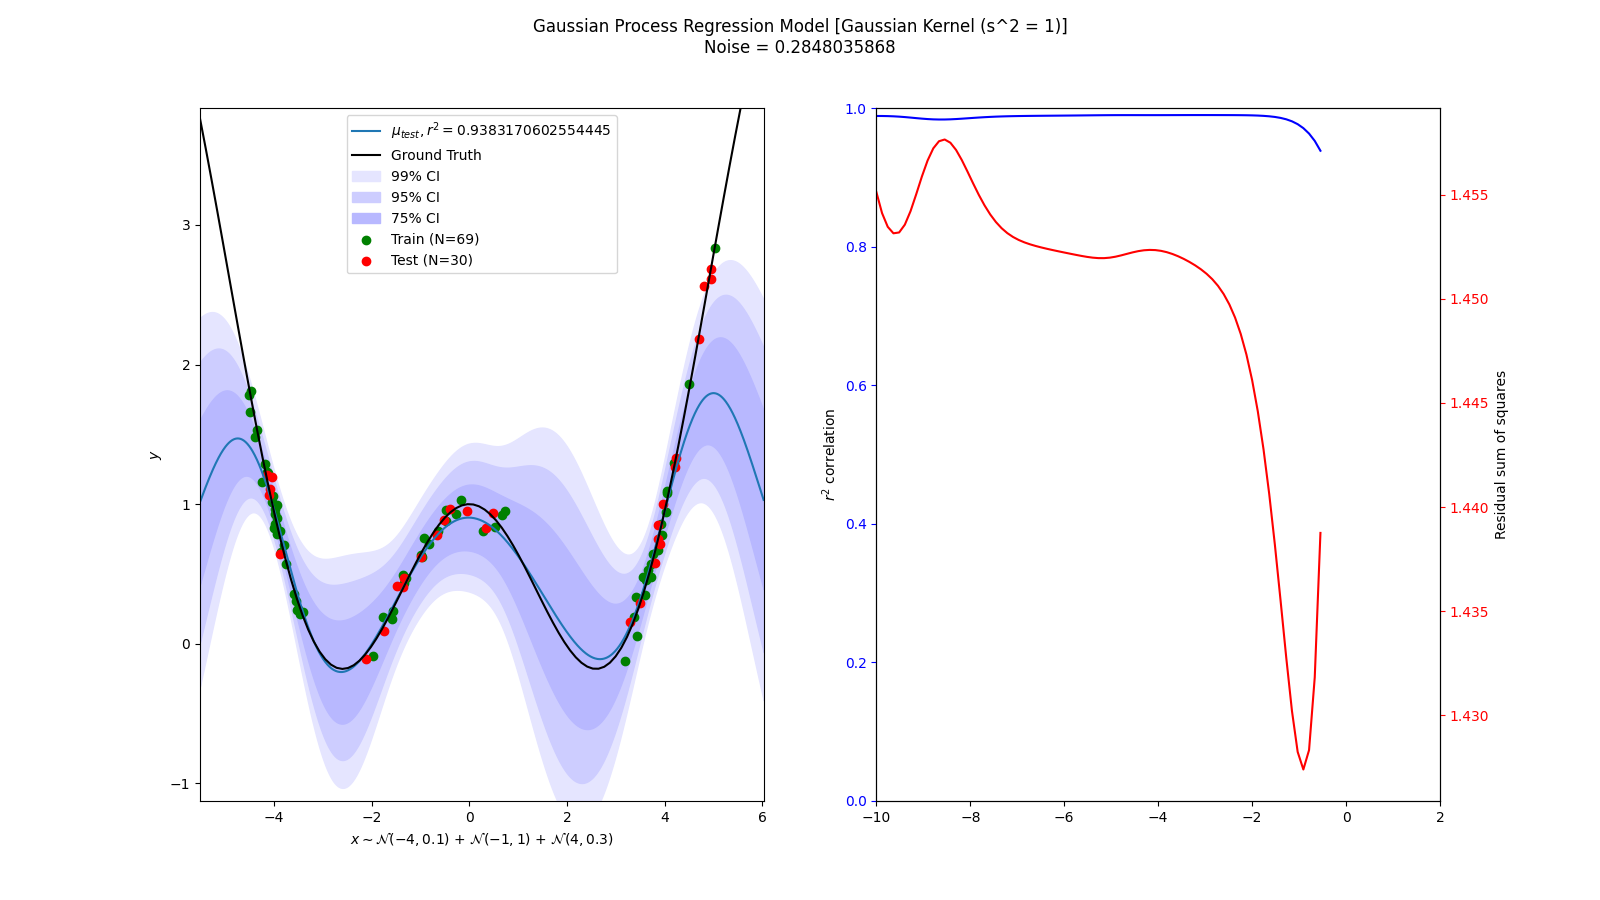 Gaussian Process Regression Model [Gaussian Kernel (s^2 = 1)]
Noise = 0.2848035868
μ_test, r² = 0.9383170602554445
Ground Truth
99% CI
95% CI
75% CI
Train (N=69)
Test (N=30)
3
2
1
0
−1
y
−4 −2 0 2 4 6
x ∼ 𝒩(−4, 0.1) + 𝒩(−1, 1) + 𝒩(4, 0.3)
1.0
0.8
0.6
0.4
0.2
0.0
r² correlation
−10 −8 −6 −4 −2 0 2
1.455
1.450
1.445
1.440
1.435
1.430
Residual sum of squares